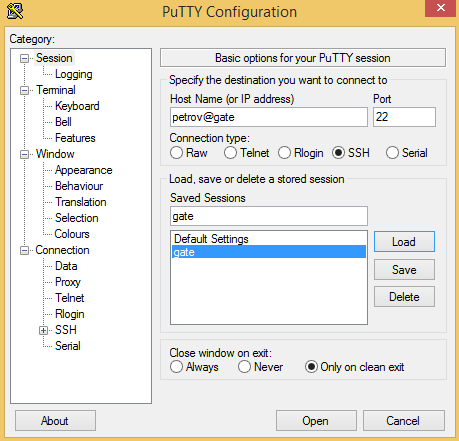 PuTTY Configuration
Category:
Session
Logging
Terminal
Keyboard
Bell
Features
Window
Appearance
Behaviour
Translation
Selection
Colours
Connection
Data
Proxy
Telnet
Rlogin
SSH
Serial
Basic options for your PuTTY session
Specify the destination you want to connect to
Host Name (or IP address) Port
petrov@gate 22
Connection type:
Raw Telnet Rlogin SSH Serial
Load, save or delete a stored session
Saved Sessions
gate
Default Settings
gate
Load
Save
Delete
Close window on exit:
Always Never Only on clean exit
About Open Cancel